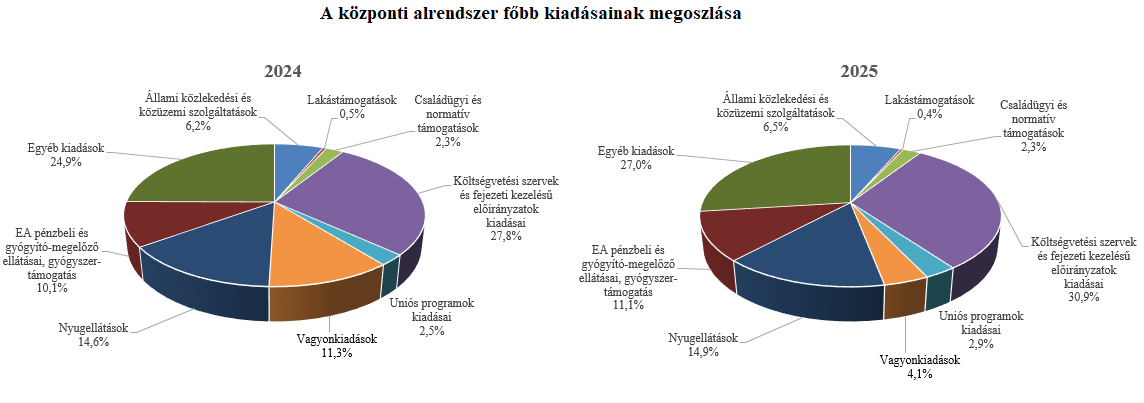 A központi alrendszer főbb kiadásainak megoszlása
2024
Állami közlekedési és
közüzemi szolgáltatások
6,2%
Lakástámogatások
0,5%
Családügyi és
normatív
támogatások
2,3%
Egyéb kiadások
24,9%
Költségvetési szervek
és fejezeti kezelésű
előirányzatok
kiadásai
27,8%
EA pénzbeli és
gyógyító-megelőző
ellátásai, gyógyszer-
támogatás
10,1%
Uniós programok
kiadásai
2,5%
Nyugellátások
14,6%
Vagyonkiadások
11,3%
2025
Állami közlekedési és
közüzemi szolgáltatások
6,5%
Lakástámogatások
0,4%
Családügyi és
normatív
támogatások
2,3%
Egyéb kiadások
27,0%
Költségvetési szervek
és fejezeti kezelésű
előirányzatok
kiadásai
30,9%
EA pénzbeli és
gyógyító-megelőző
ellátásai, gyógyszer-
támogatás
11,1%
Uniós programok
kiadásai
2,9%
Nyugellátások
14,9%
Vagyonkiadások
4,1%